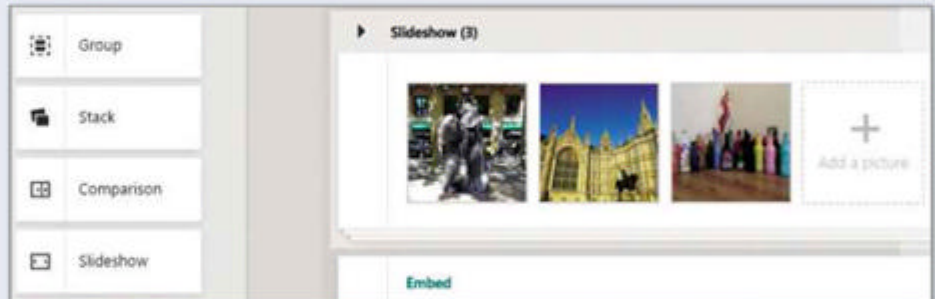 Group
Stack
Comparison
Slideshow
Slideshow (3)
Add a picture
Embed